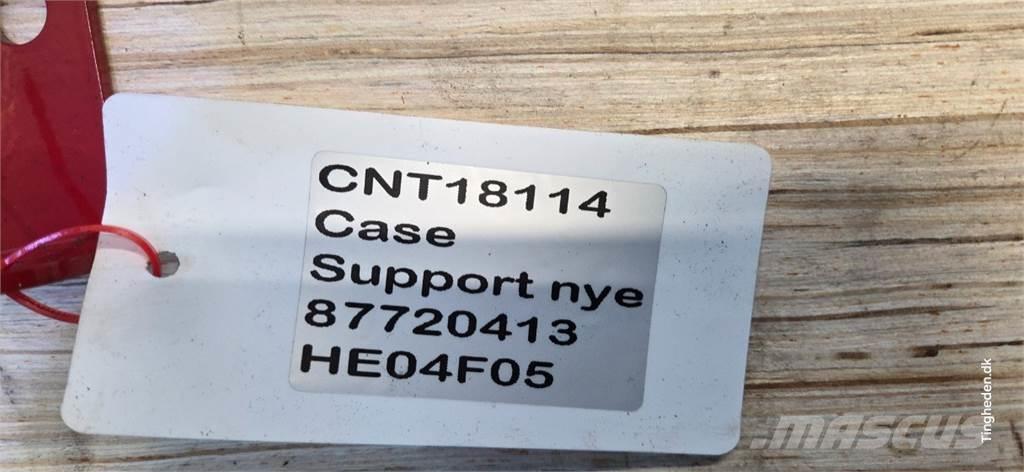 CNT18114
Case
Support nye
87720413
HE04F05
Tingheden.dk
MASCUS